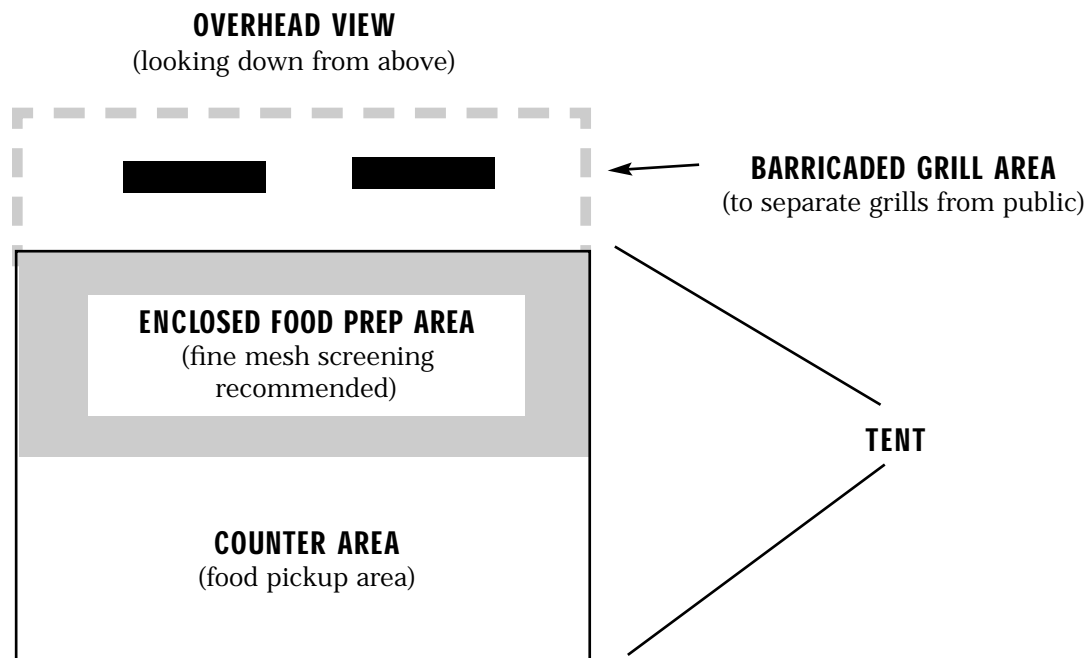 OVERHEAD VIEW
(looking down from above)
BARRICADED GRILL AREA
(to separate grills from public)
ENCLOSED FOOD PREP AREA
(fine mesh screening
recommended)
TENT
COUNTER AREA
(food pickup area)